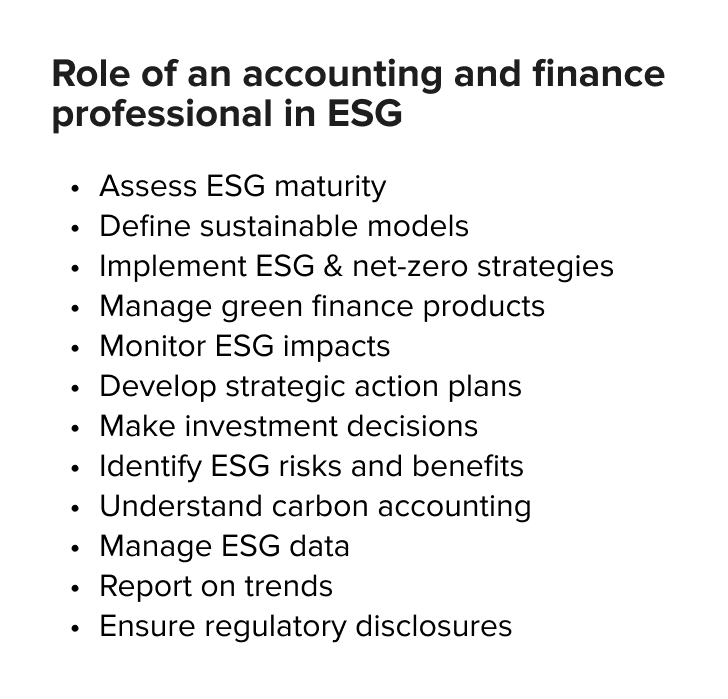 Role of an accounting and finance
professional in ESG
• Assess ESG maturity
• Define sustainable models
• Implement ESG & net-zero strategies
• Manage green finance products
• Monitor ESG impacts
• Develop strategic action plans
• Make investment decisions
• Identify ESG risks and benefits
• Understand carbon accounting
• Manage ESG data
• Report on trends
• Ensure regulatory disclosures